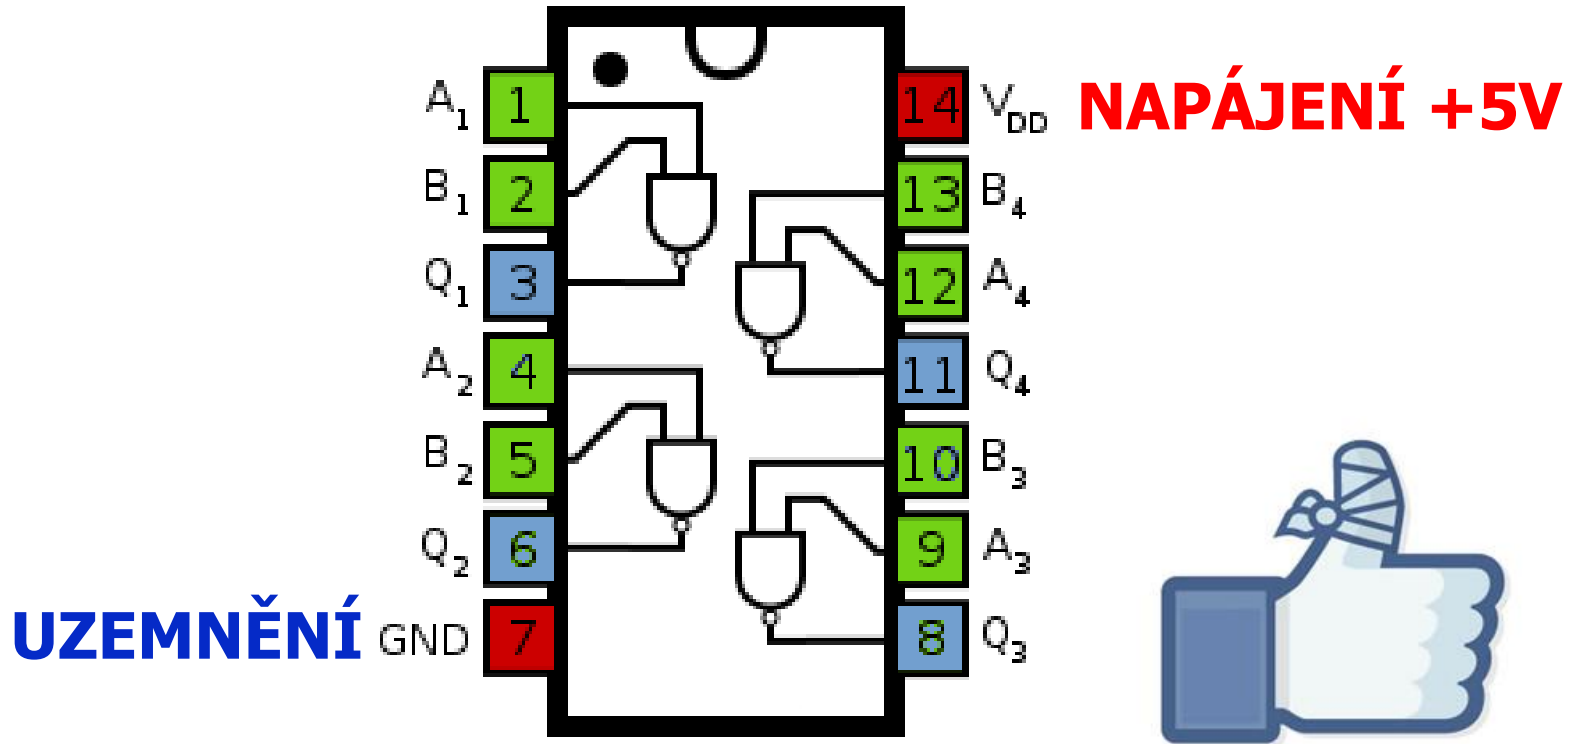 A1 1 14 VDD NAPÁJENÍ +5V
B1 2 13 B4
Q1 3 12 A4
A2 4 11 Q4
B2 5 10 B3
Q2 6 9 A3
UZEMNĚNÍ GND 7 8 Q3